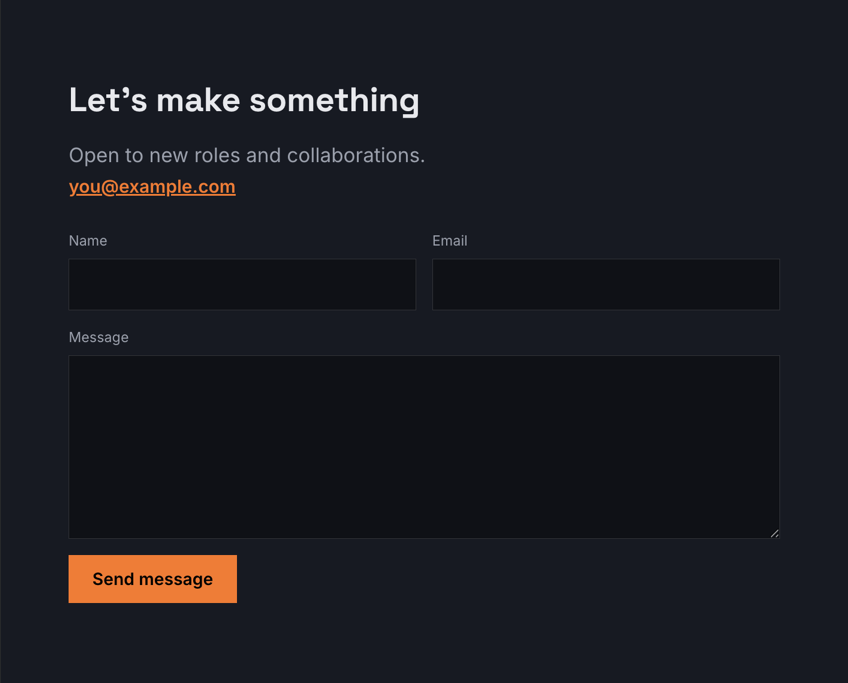 Let’s make something
Open to new roles and collaborations.
you@example.com
Name
Email
Message
Send message